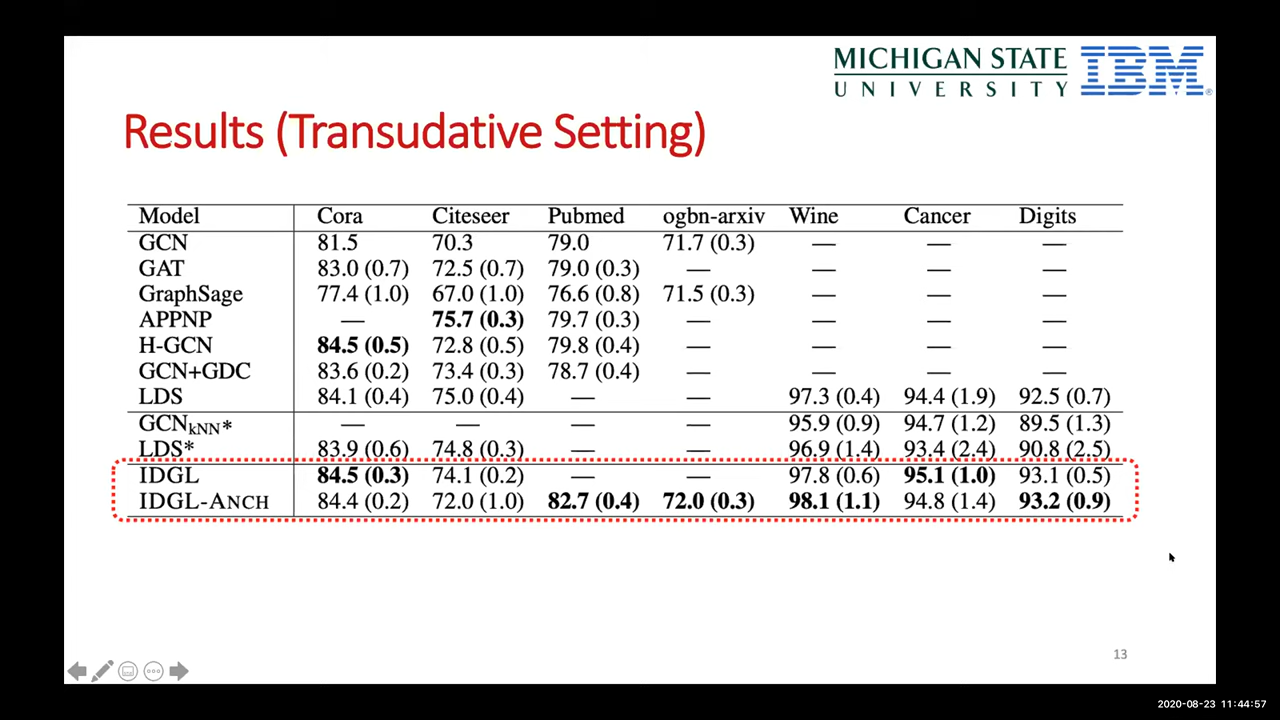 MICHIGAN STATE
UNIVERSITY
IBM®
Results (Transudative Setting)
Model Cora Citeseer Pubmed ogbn-arxiv Wine Cancer Digits
GCN 81.5 70.3 79.0 71.7 (0.3) — — —
GAT 83.0 (0.7) 72.5 (0.7) 79.0 (0.3) — — — —
GraphSage 77.4 (1.0) 67.0 (1.0) 76.6 (0.8) 71.5 (0.3) — — —
APPNP — 75.7 (0.3) 79.7 (0.3) — — — —
H-GCN 84.5 (0.5) 72.8 (0.5) 79.8 (0.4) — — — —
GCN+GDC 83.6 (0.2) 73.4 (0.3) 78.7 (0.4) — — — —
LDS 84.1 (0.4) 75.0 (0.4) — — 97.3 (0.4) 94.4 (1.9) 92.5 (0.7)
GCNkNN* — — — — 95.9 (0.9) 94.7 (1.2) 89.5 (1.3)
LDS* 83.9 (0.6) 74.8 (0.3) — — 96.9 (1.4) 93.4 (2.4) 90.8 (2.5)
IDGL 84.5 (0.3) 74.1 (0.2) — — 97.8 (0.6) 95.1 (1.0) 93.1 (0.5)
IDGL-ANCH 84.4 (0.2) 72.0 (1.0) 82.7 (0.4) 72.0 (0.3) 98.1 (1.1) 94.8 (1.4) 93.2 (0.9)
13
2020-08-23 11:44:57